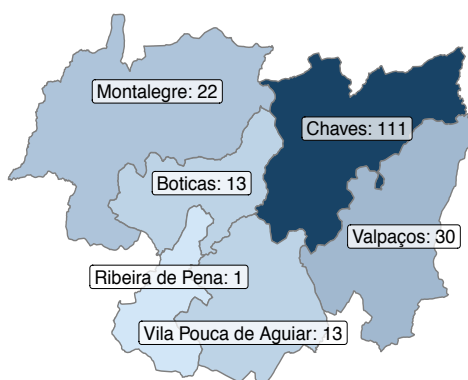 Montalegre: 22
Chaves: 111
Boticas: 13
Valpaços: 30
Ribeira de Pena: 1
Vila Pouca de Aguiar: 13